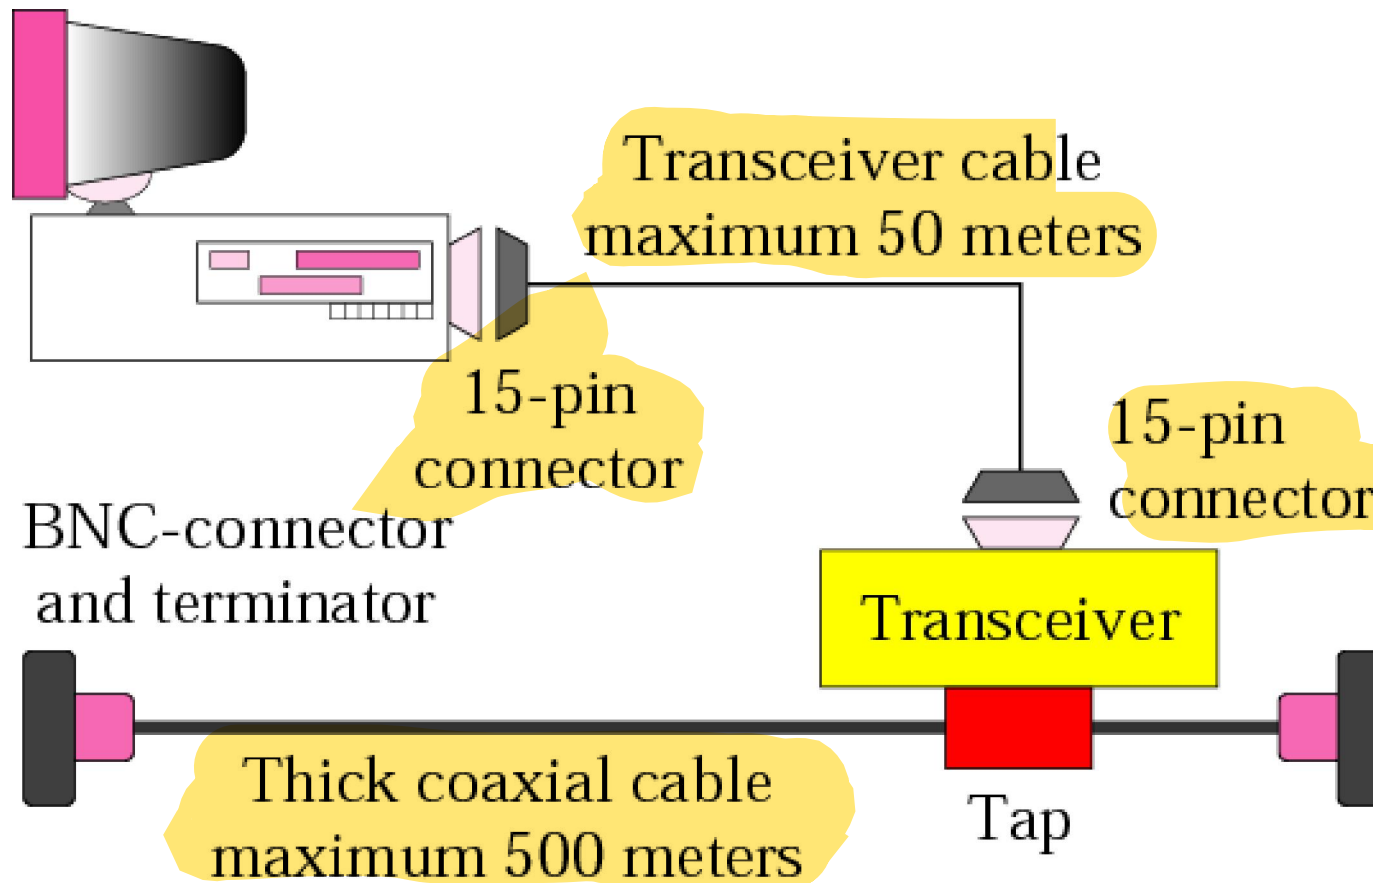 Transceiver cable
maximum 50 meters
15-pin
connector
15-pin
connector
BNC-connector
and terminator
Transceiver
Thick coaxial cable
maximum 500 meters
Tap